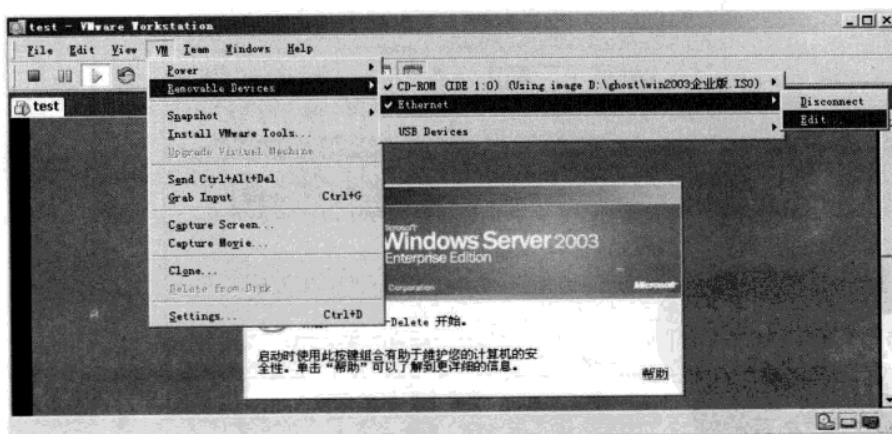 test - VMware Workstation
File Edit View VM Team Windows Help
test
Power
Removable Devices
Snapshot
Install VMware Tools...
Upgrade Virtual Machine
Send Ctrl+Alt+Del
Grab Input Ctrl+G
Capture Screen...
Capture Movie...
Clone...
Delete from Disk
Settings... Ctrl+D
CD-ROM (IDE 1:0) (Using image D:\ghost\win2003企业版.ISO)
Ethernet
USB Devices
Disconnect
Edit...
Microsoft
Windows Server 2003
Enterprise Edition
Corporation
Microsoft
-Delete 开始。
启动时使用此按键组合有助于维护您的计算机的安
全性。单击“帮助”可以了解到更详细的信息。
帮助